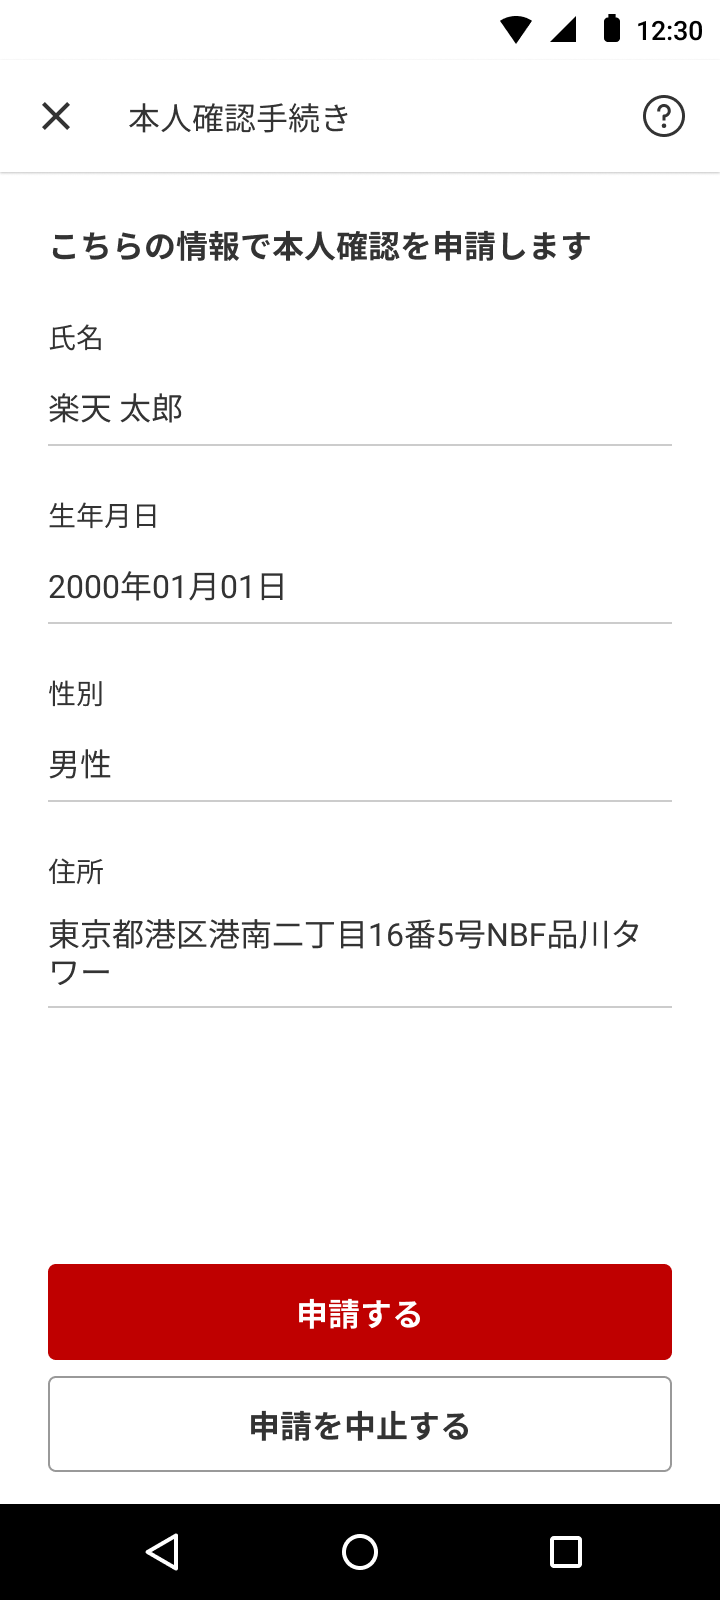 12:30
本人確認手続き
こちらの情報で本人確認を申請します
氏名
楽天 太郎
生年月日
2000年01月01日
性別
男性
住所
東京都港区港南二丁目16番5号NBF品川タ
ワー
申請する
申請を中止する